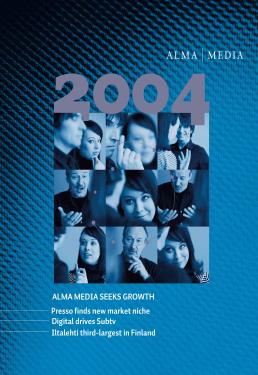 ALMA | MEDIA
2004
ALMA MEDIA SEEKS GROWTH
Presso finds new market niche
Digital drives Subtv
Iltalehti third-largest in Finland